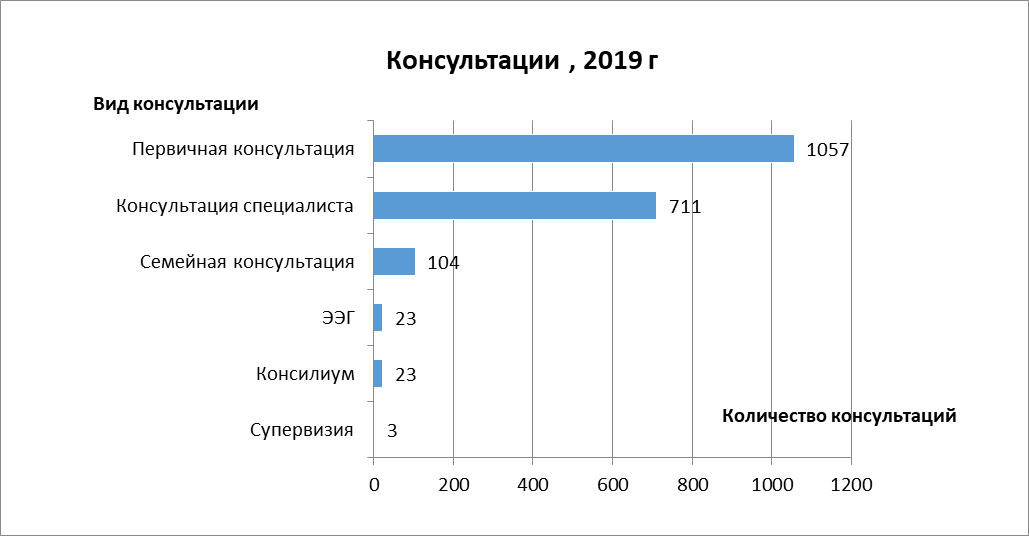 Консультации , 2019 г
Вид консультации
Первичная консультация 1057
Консультация специалиста 711
Семейная консультация 104
ЭЭГ 23
Консилиум 23
Количество консультаций
Супервизия 3
0 200 400 600 800 1000 1200